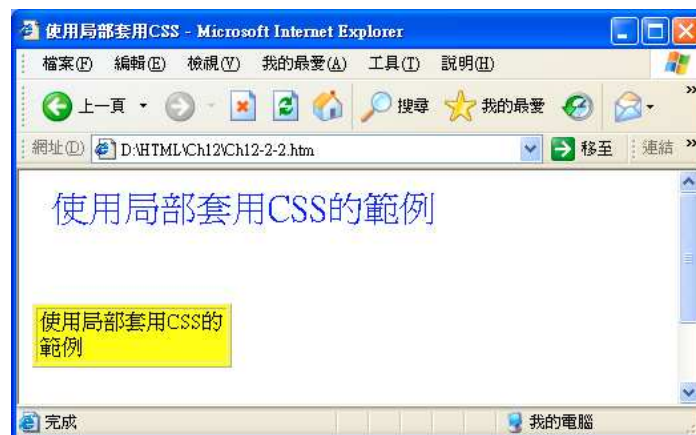 使用局部套用CSS - Microsoft Internet Explorer
檔案(F) 編輯(E) 檢視(V) 我的最愛(A) 工具(T) 說明(H)
上一頁 搜尋 我的最愛 »
網址(D) D:\HTML\Ch12\Ch12-2-2.htm 移至 連結 »
使用局部套用CSS的範例
使用局部套用CSS的
範例
完成 我的電腦